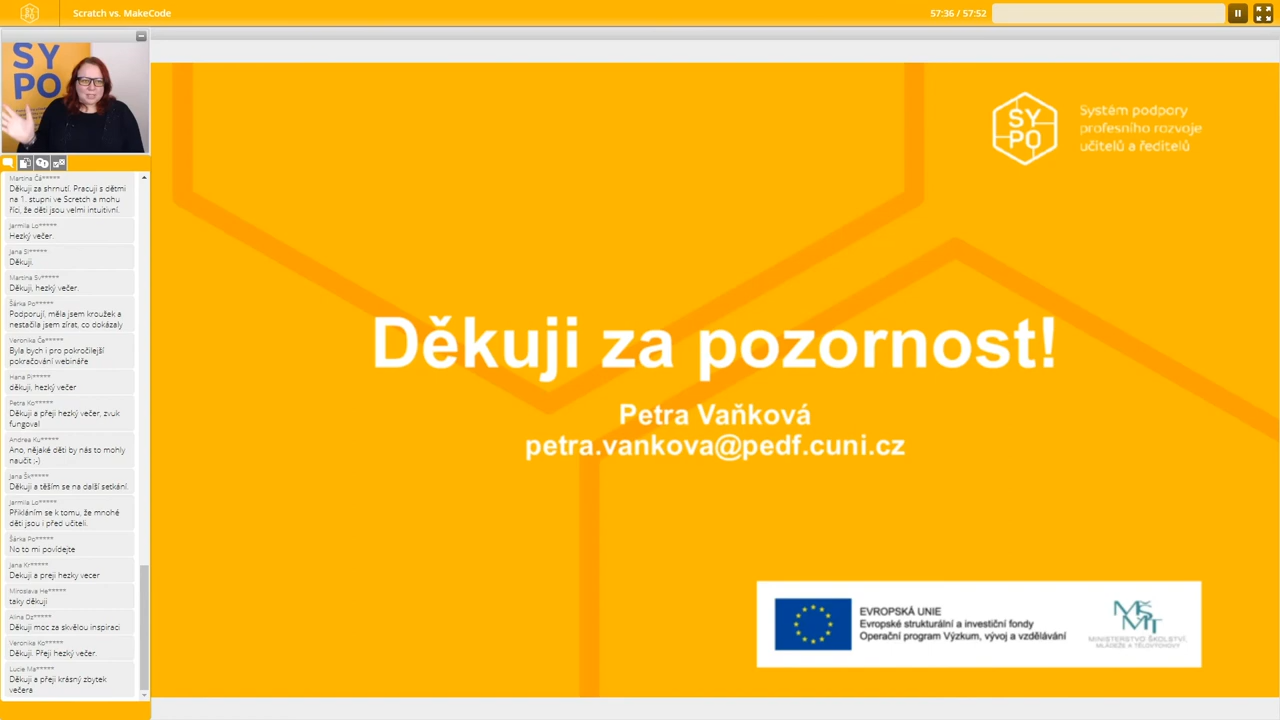 Scratch vs. MakeCode
57:36 / 57:52
SY
PO
Martina Čá*****
Děkuji za shrnutí. Pracuji s dětmi
na 1. stupni ve Scretch a mohu
říci, že děti jsou velmi intuitivní.
Jarmila Lo*****
Hezký večer.
Jana Sl*****
Děkuji.
Martina Sv*****
Děkuji, hezký večer.
Šárka Po*****
Podporují, měla jsem kroužek a
nestačila jsem zírat, co dokázaly
Veronika Če*****
Byla bych i pro pokročilejší
pokračování webináře
Hana Pi*****
děkuji, hezký večer
Petra Ko*****
Děkuji a přeji hezký večer, zvuk
fungoval
Andrea Ku*****
Ano, nějaké děti by nás to mohly
naučit ;-)
Jana Šk*****
Děkuji a těším se na další setkání.
Jarmila Lo*****
Přikláním se k tomu, že mnohé
děti jsou i před učiteli.
Šárka Po*****
No to mi povídejte
Jana Kr*****
Dekuji a preji hezky vecer
Miroslava He*****
taky děkuji
Alina Dz*****
Děkuji moc za skvělou inspiraci
Veronika Ko*****
Děkuji. Přeji hezký večer.
Lucie Ma*****
Děkuji a přeji krásný zbytek
večera
SY
PO
Systém podpory
profesního rozvoje
učitelů a ředitelů
Děkuji za pozornost!
Petra Vaňková
petra.vankova@pedf.cuni.cz
EVROPSKÁ UNIE
Evropské strukturální a investiční fondy
Operační program Výzkum, vývoj a vzdělávání
MŠMT
MINISTERSTVO ŠKOLSTVÍ,
MLÁDEŽE A TĚLOVÝCHOVY